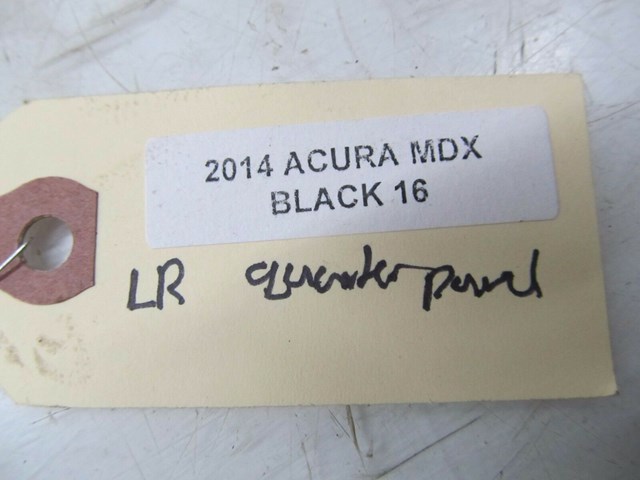 2014 ACURA MDX
BLACK 16
LR quarter panel